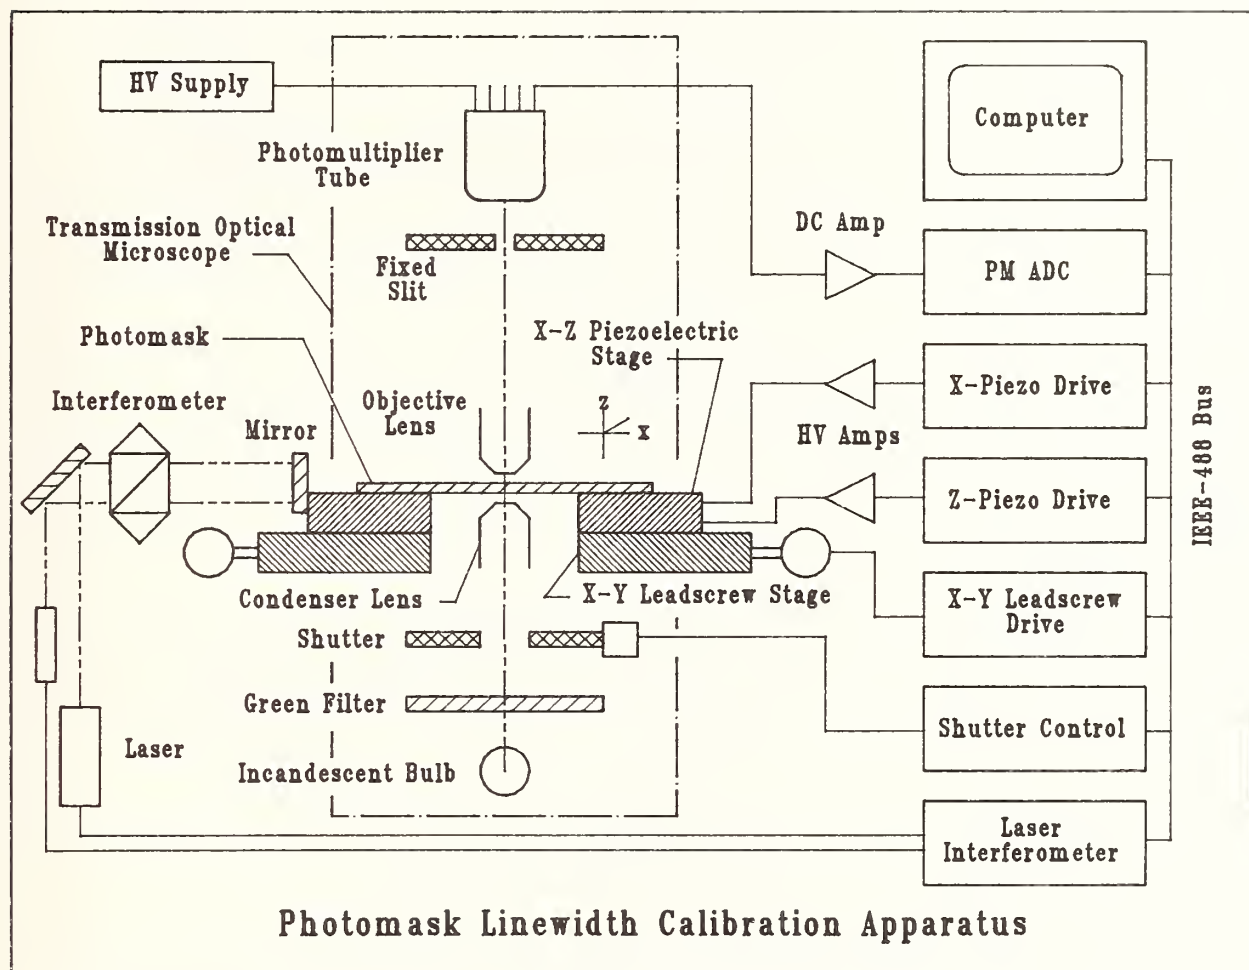 HV Supply
Computer
Photomultiplier
Tube
DC Amp
Transmission Optical
Microscope
Fixed
Slit
PM ADC
Photomask
X-Z Piezoelectric
Stage
X-Piezo Drive
Interferometer
Objective
Lens
Z
X
Mirror
HV Amps
IEEE-488 Bus
Z-Piezo Drive
Condenser Lens
X-Y Leadscrew Stage
X-Y Leadscrew
Drive
Shutter
Green Filter
Shutter Control
Laser
Incandescent Bulb
Laser
Interferometer
Photomask Linewidth Calibration Apparatus